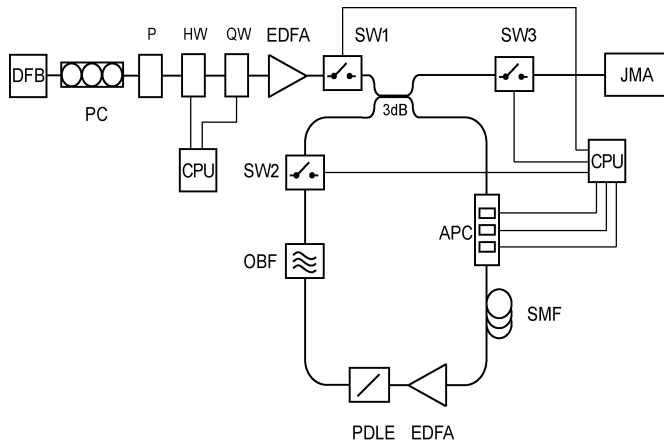 P HW QW EDFA SW1 SW3
DFB JMA
PC 3dB
CPU SW2 CPU
APC
OBF
SMF
PDLE EDFA